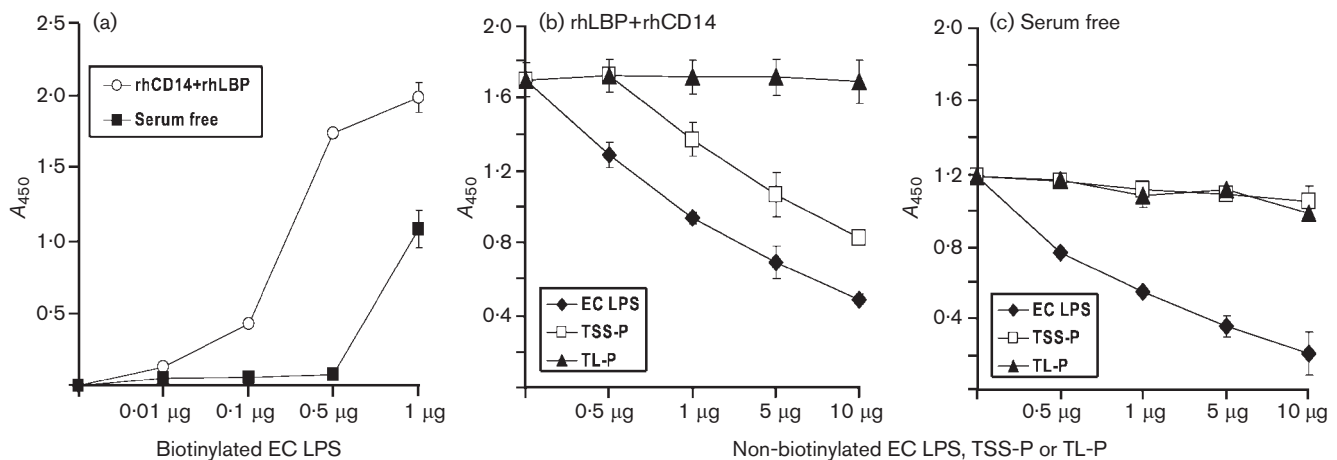 (a)
2·5
2·0
1·5
1·0
0·5
0
A450
rhCD14+rhLBP
Serum free
0·01 µg
0·1 µg
0·5 µg
1 µg
Biotinylated EC LPS
(b) rhLBP+rhCD14
2·0
1·6
1·2
0·8
0·4
A450
EC LPS
TSS-P
TL-P
0·5 µg
1 µg
5 µg
10 µg
(c) Serum free
2·0
1·6
1·2
0·8
0·4
A450
EC LPS
TSS-P
TL-P
0·5 µg
1 µg
5 µg
10 µg
Non-biotinylated EC LPS, TSS-P or TL-P